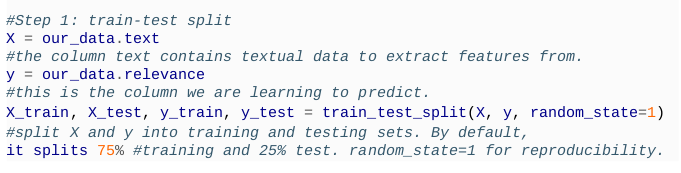 #Step 1: train-test split
X = our_data.text
#the column text contains textual data to extract features from.
y = our_data.relevance
#this is the column we are learning to predict.
X_train, X_test, y_train, y_test = train_test_split(X, y, random_state=1)
#split X and y into training and testing sets. By default,
it splits 75% #training and 25% test. random_state=1 for reproducibility.